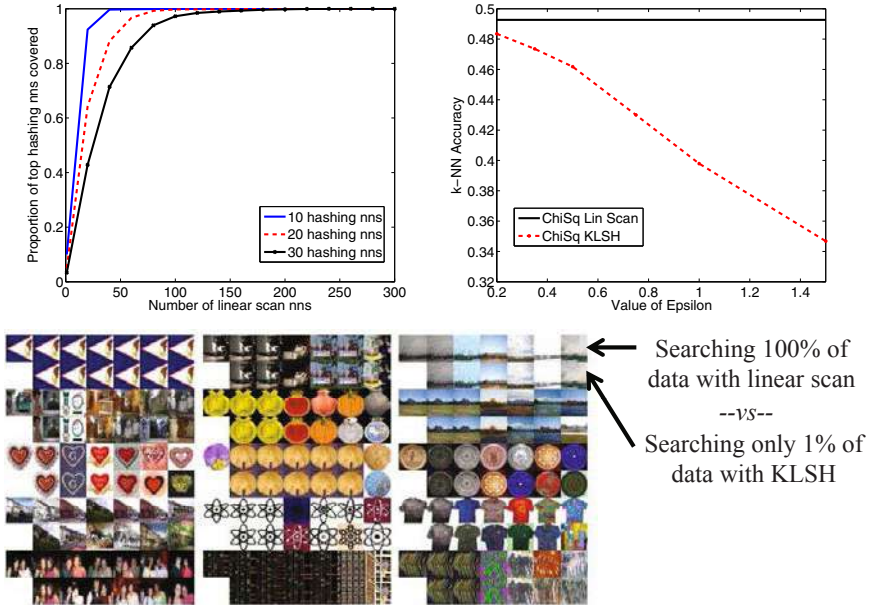 Proportion of top hashing nns covered
1
0.8
0.6
0.4
0.2
0
0 50 100 150 200 250 300
Number of linear scan nns
10 hashing nns
20 hashing nns
30 hashing nns
k−NN Accuracy
0.48
0.46
0.44
0.42
0.4
0.38
0.36
0.34
0.32
0.2 0.4 0.6 0.8 1 1.2 1.4
Value of Epsilon
ChiSq Lin Scan
ChiSq KLSH
Searching 100% of
data with linear scan
--vs--
Searching only 1% of
data with KLSH